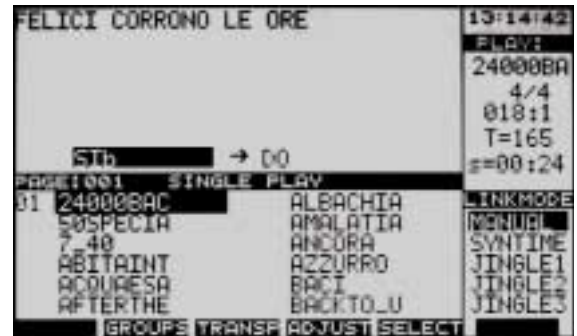 FELICI CORRONO LE ORE
SIb → DO
13:14:42
PLAY:
24000BA
4/4
018:1
T=165
s=00:24
PAGE:001 SINGLE PLAY
01 24000BAC ALBACHIA
50SPECIA AMALATIA
7_40 ANCORA
ABITAINT AZZURRO
ACQUAESA BACI
AFTERTHE BACKTO_U
LINKMODE
MANUAL
SYNTIME
JINGLE1
JINGLE2
JINGLE3
GROUPS TRANSP ADJUST SELECT